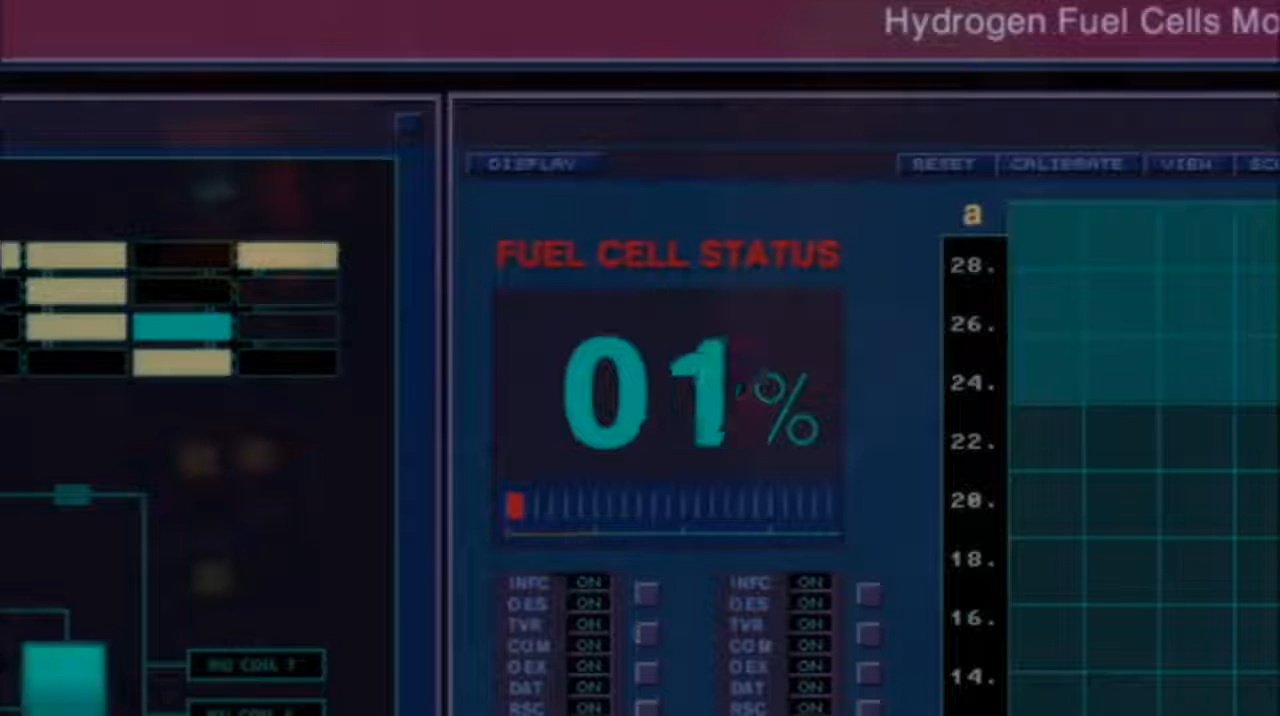 Hydrogen Fuel Cells Mo
DISPLAY
RESET CALIBRATE VIEW SC
a
FUEL CELL STATUS
28.
01%
26.
24.
22.
20.
18.
16.
14.
INFC ON INFC ON
OES ON OES ON
TVR ON TVR ON
COM ON COM ON
OEX ON OEX ON
DAT ON DAT ON
RSC ON RSC ON